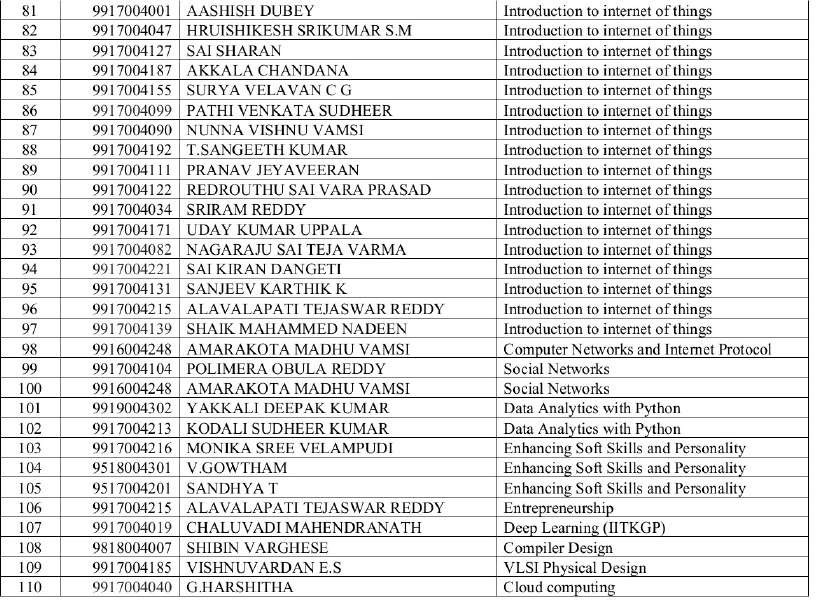 81 9917004001 AASHISH DUBEY Introduction to internet of things
82 9917004047 HRUISHIKESH SRIKUMAR S.M Introduction to internet of things
83 9917004127 SAI SHARAN Introduction to internet of things
84 9917004187 AKKALA CHANDANA Introduction to internet of things
85 9917004155 SURYA VELAVAN C G Introduction to internet of things
86 9917004099 PATHI VENKATA SUDHEER Introduction to internet of things
87 9917004090 NUNNA VISHNU VAMSI Introduction to internet of things
88 9917004192 T.SANGEETH KUMAR Introduction to internet of things
89 9917004111 PRANAV JEYAVEERAN Introduction to internet of things
90 9917004122 REDROUTHU SAI VARA PRASAD Introduction to internet of things
91 9917004034 SRIRAM REDDY Introduction to internet of things
92 9917004171 UDAY KUMAR UPPALA Introduction to internet of things
93 9917004082 NAGARAJU SAI TEJA VARMA Introduction to internet of things
94 9917004221 SAI KIRAN DANGETI Introduction to internet of things
95 9917004131 SANJEEV KARTHIK K Introduction to internet of things
96 9917004215 ALAVALAPATI TEJASWAR REDDY Introduction to internet of things
97 9917004139 SHAIK MAHAMMED NADEEN Introduction to internet of things
98 9916004248 AMARAKOTA MADHU VAMSI Computer Networks and Internet Protocol
99 9917004104 POLIMERA OBULA REDDY Social Networks
100 9916004248 AMARAKOTA MADHU VAMSI Social Networks
101 9919004302 YAKKALI DEEPAK KUMAR Data Analytics with Python
102 9917004213 KODALI SUDHEER KUMAR Data Analytics with Python
103 9917004216 MONIKA SREE VELAMPUDI Enhancing Soft Skills and Personality
104 9518004301 V.GOWTHAM Enhancing Soft Skills and Personality
105 9517004201 SANDHYA T Enhancing Soft Skills and Personality
106 9917004215 ALAVALAPATI TEJASWAR REDDY Entrepreneurship
107 9917004019 CHALUVADI MAHENDRANATH Deep Learning (IITKGP)
108 9818004007 SHIBIN VARGHESE Compiler Design
109 9917004185 VISHNUVARDAN E.S VLSI Physical Design
110 9917004040 G.HARSHITHA Cloud computing